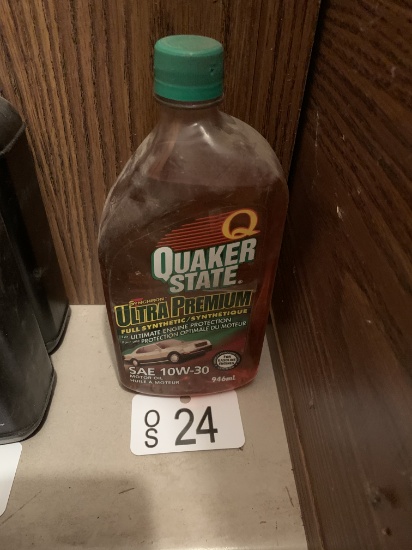 Q
QUAKER
STATE.
SYNCHRON
ULTRA PREMIUM
FULL SYNTHETIC/SYNTHÉTIQUE
ULTIMATE ENGINE PROTECTION
PROTECTION OPTIMALE DU MOTEUR
SAE 10W-30
MOTOR OIL
HUILE À MOTEUR
946mL
OS 24